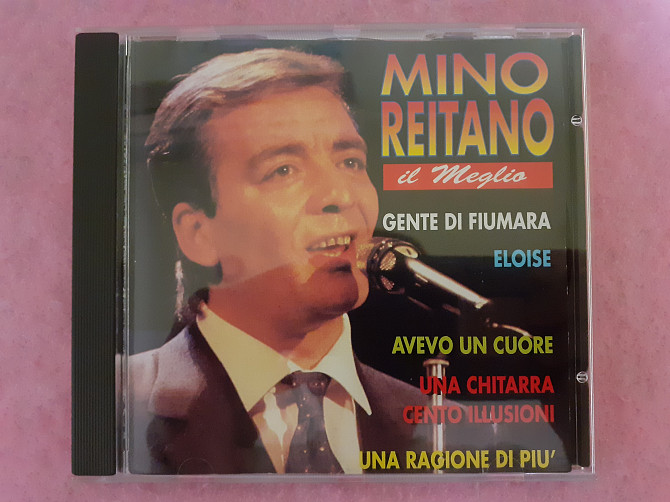 MINO
REITANO
il Meglio
GENTE DI FIUMARA
ELOISE
AVEVO UN CUORE
UNA CHITARRA
CENTO ILLUSIONI
UNA RAGIONE DI PIU'